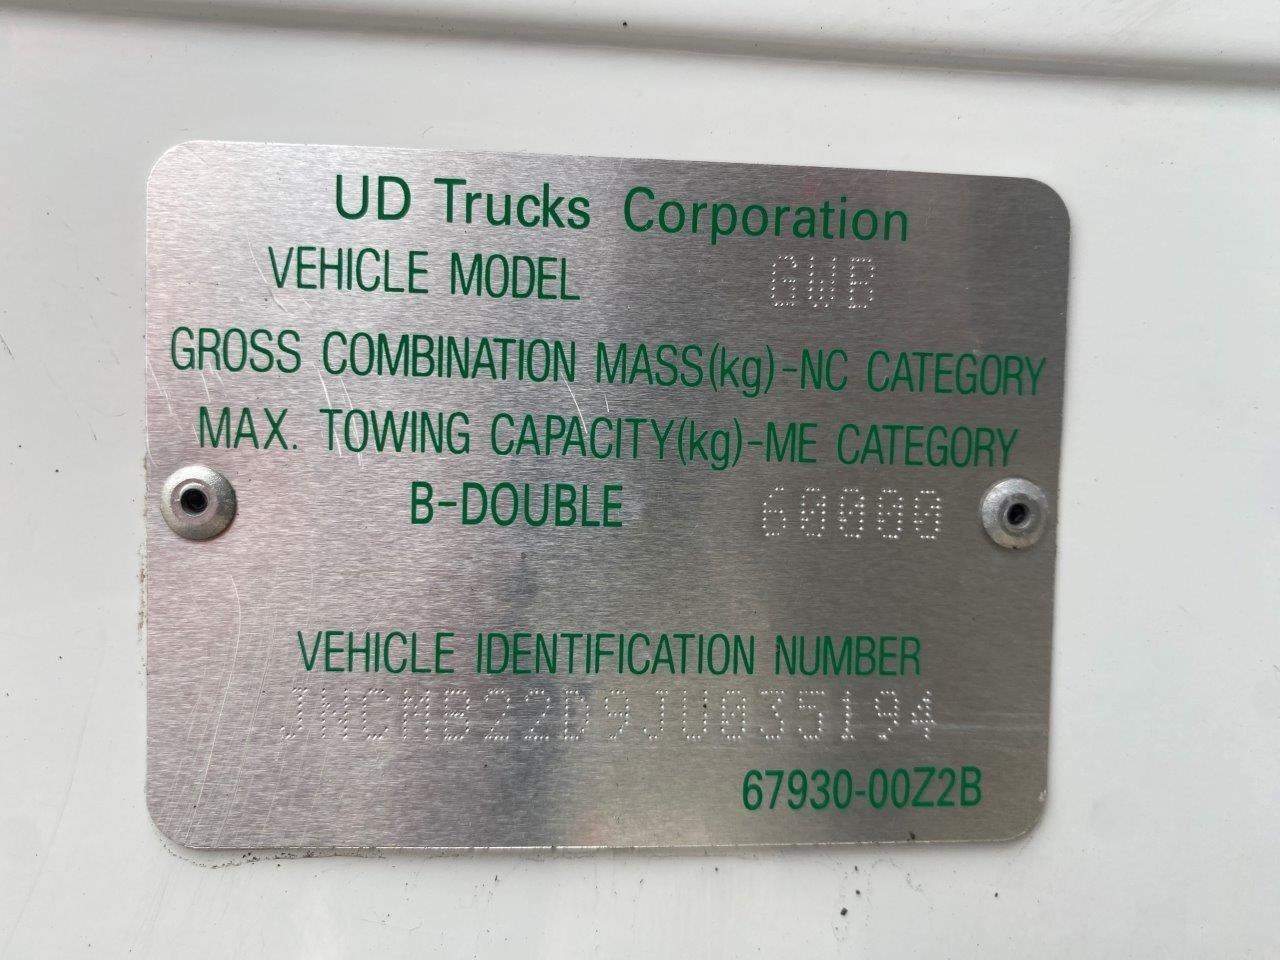 UD Trucks Corporation
VEHICLE MODEL GWB
GROSS COMBINATION MASS(kg)-NC CATEGORY
MAX. TOWING CAPACITY(kg)-ME CATEGORY
B-DOUBLE 60000
VEHICLE IDENTIFICATION NUMBER
JNCMB22D9JU035194
67930-00Z2B